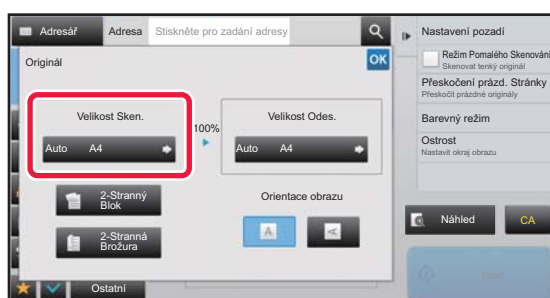 Adresář
Adresa
Stiskněte pro zadání adresy
Originál
OK
Velikost Sken.
Auto A4
100%
Velikost Odes.
Auto A4
2-Stranný
Blok
2-Stranná
Brožura
Orientace obrazu
A
A
Ostatní
Nastavení pozadí
Režim Pomalého Skenování
Skenovat tenký originál
Přeskočení prázd. Stránky
Přeskočit prázdné originály
Barevný režim
Ostrost
Nastavit okraj obrazu
Náhled
CA
Start